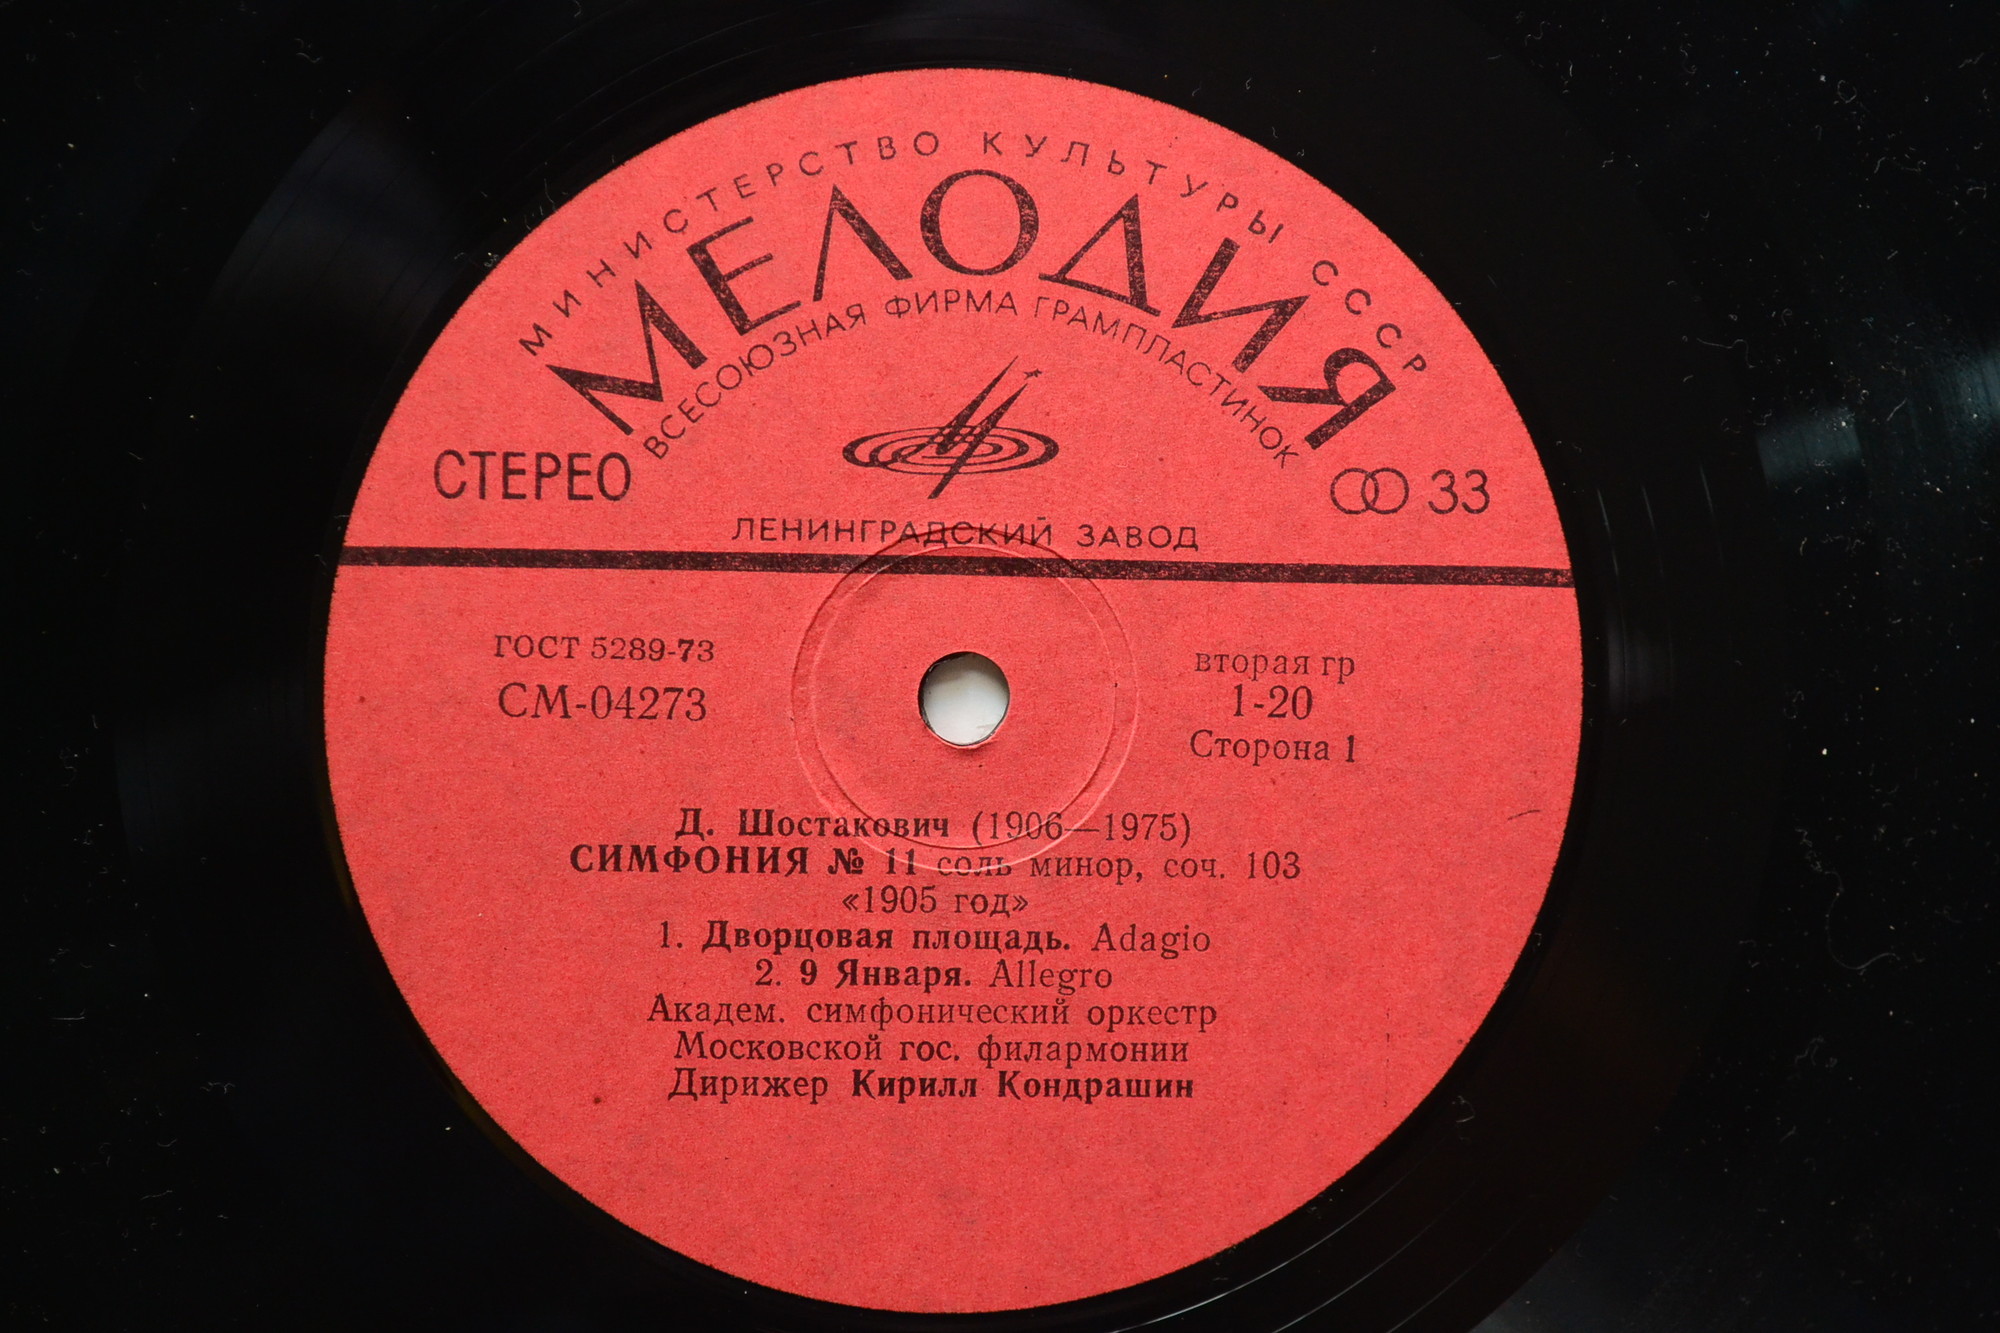 МИНИСТЕРСТВО КУЛЬТУРЫ СССР
МЕЛОДИЯ
ВСЕСОЮЗНАЯ ФИРМА ГРАМПЛАСТИНОК
СТЕРЕО
33
ЛЕНИНГРАДСКИЙ ЗАВОД
ГОСТ 5289-73
СМ-04273
вторая гр
1-20
Сторона 1
Д. Шостакович (1906—1975)
СИМФОНИЯ № 11 соль минор, соч. 103
«1905 год»
1. Дворцовая площадь. Adagio
2. 9 Января. Allegro
Академ. симфонический оркестр
Московской гос. филармонии
Дирижер Кирилл Кондрашин